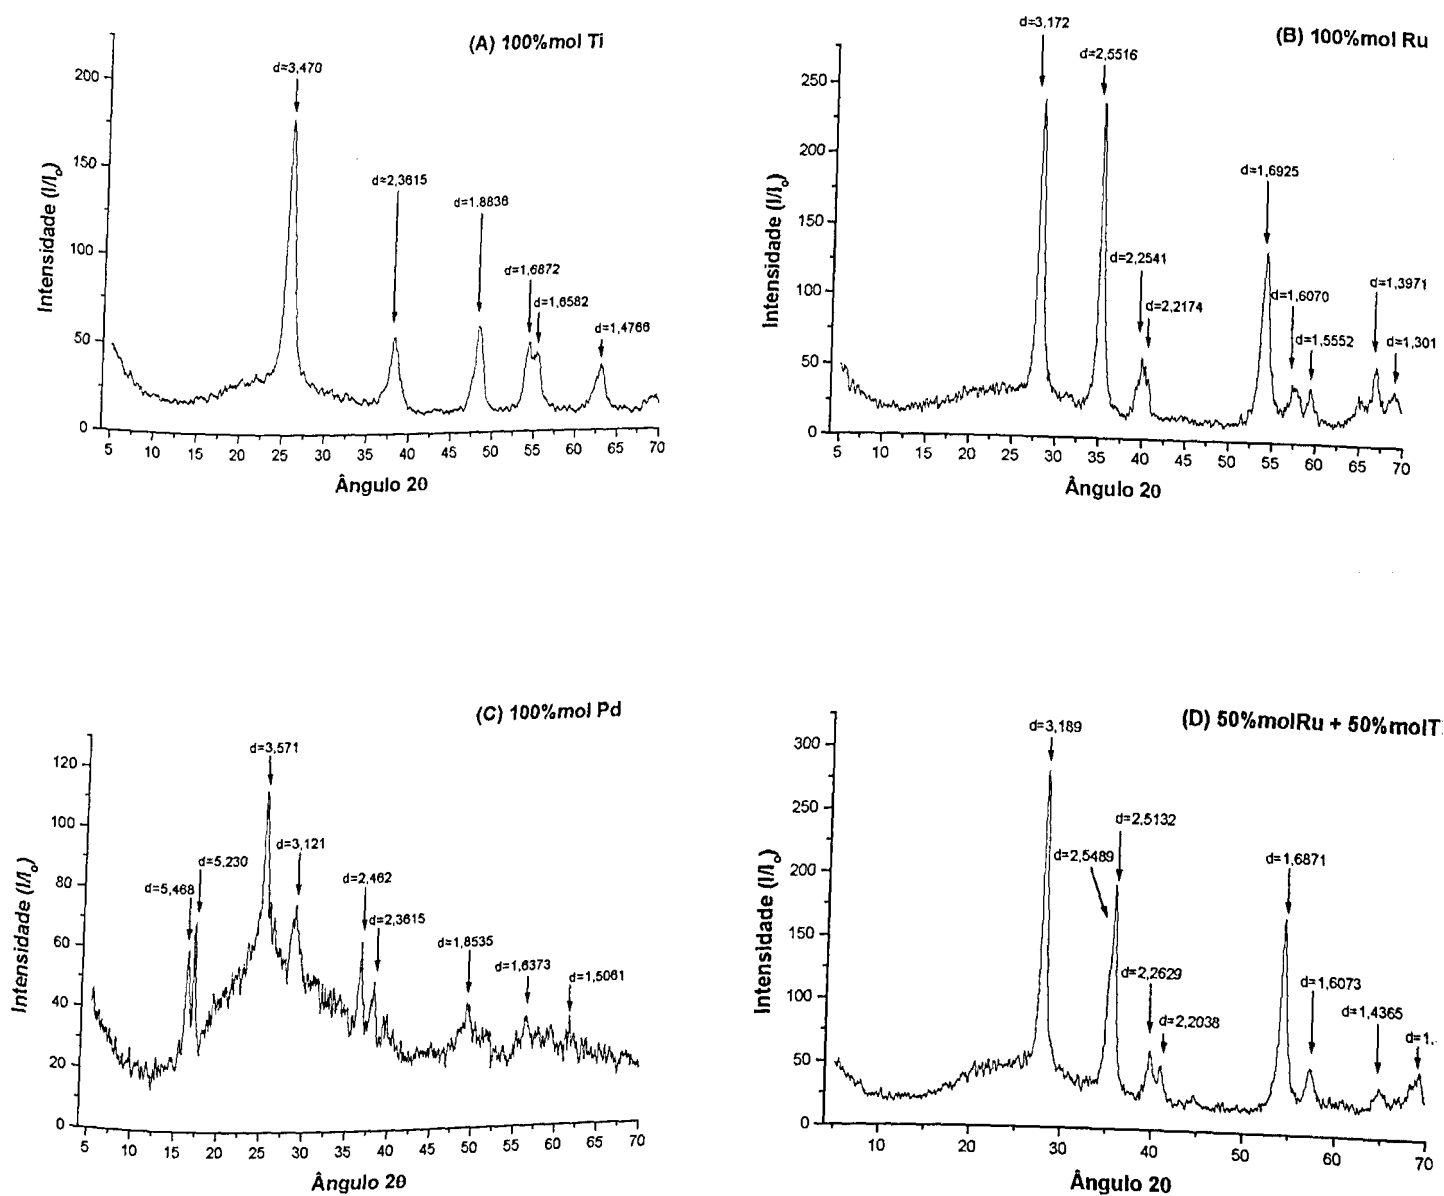 (A) 100%mol Ti
d=3,470
d=2,3615
d=1.8836
d=1,6872
d=1,6582
d=1,4766
Intensidade (I/Io)
200
150
100
50
0
5 10 15 20 25 30 35 40 45 50 55 60 65 70
Ângulo 2θ
(B) 100%mol Ru
d=3,172
d=2,5516
d=1,6925
d=2,2541
d=2,2174
d=1,6070
d=1,5552
d=1,3971
d=1,301
Intensidade (I/Io)
250
200
150
100
50
0
5 10 15 20 25 30 35 40 45 50 55 60 65 70
Ângulo 2θ
(C) 100%mol Pd
d=3,571
d=3,121
d=5,230
d=5,468
d=2,462
d=2,3615
d=1,8535
d=1,6373
d=1,5061
Intensidade (I/Io)
120
100
80
60
40
20
0
5 10 15 20 25 30 35 40 45 50 55 60 65 70
Ângulo 2θ
(D) 50%molRu + 50%molT
d=3,189
d=2,5132
d=2,5489
d=1,6871
d=2,2629
d=2,2038
d=1,6073
d=1,4365
d=1,
Intensidade (I/Io)
300
250
200
150
100
50
0
10 20 30 40 50 60 70
Ângulo 2θ